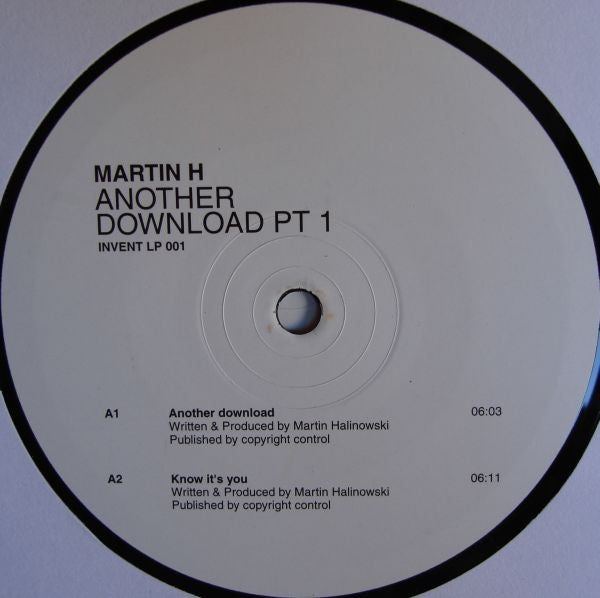 MARTIN H
ANOTHER
DOWNLOAD PT 1
INVENT LP 001
A1 Another download 06:03
Written & Produced by Martin Halinowski
Published by copyright control
A2 Know it's you 06:11
Written & Produced by Martin Halinowski
Published by copyright control